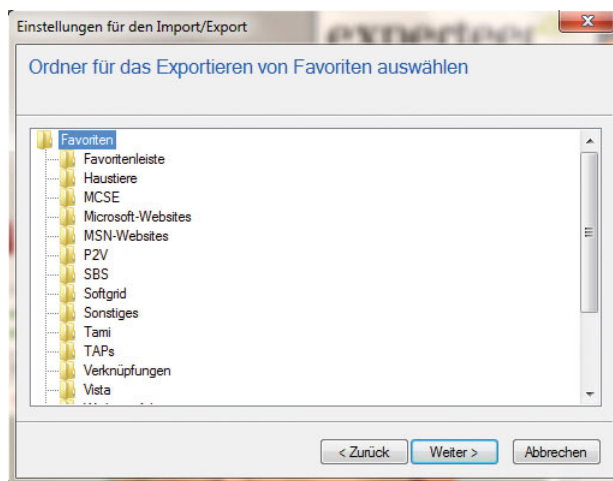 experteer
Einstellungen für den Import/Export
Ordner für das Exportieren von Favoriten auswählen
Favoriten
Favoritenleiste
Haustiere
MCSE
Microsoft-Websites
MSN-Websites
P2V
SBS
Softgrid
Sonstiges
Tami
TAPs
Verknüpfungen
Vista
< Zurück
Weiter >
Abbrechen